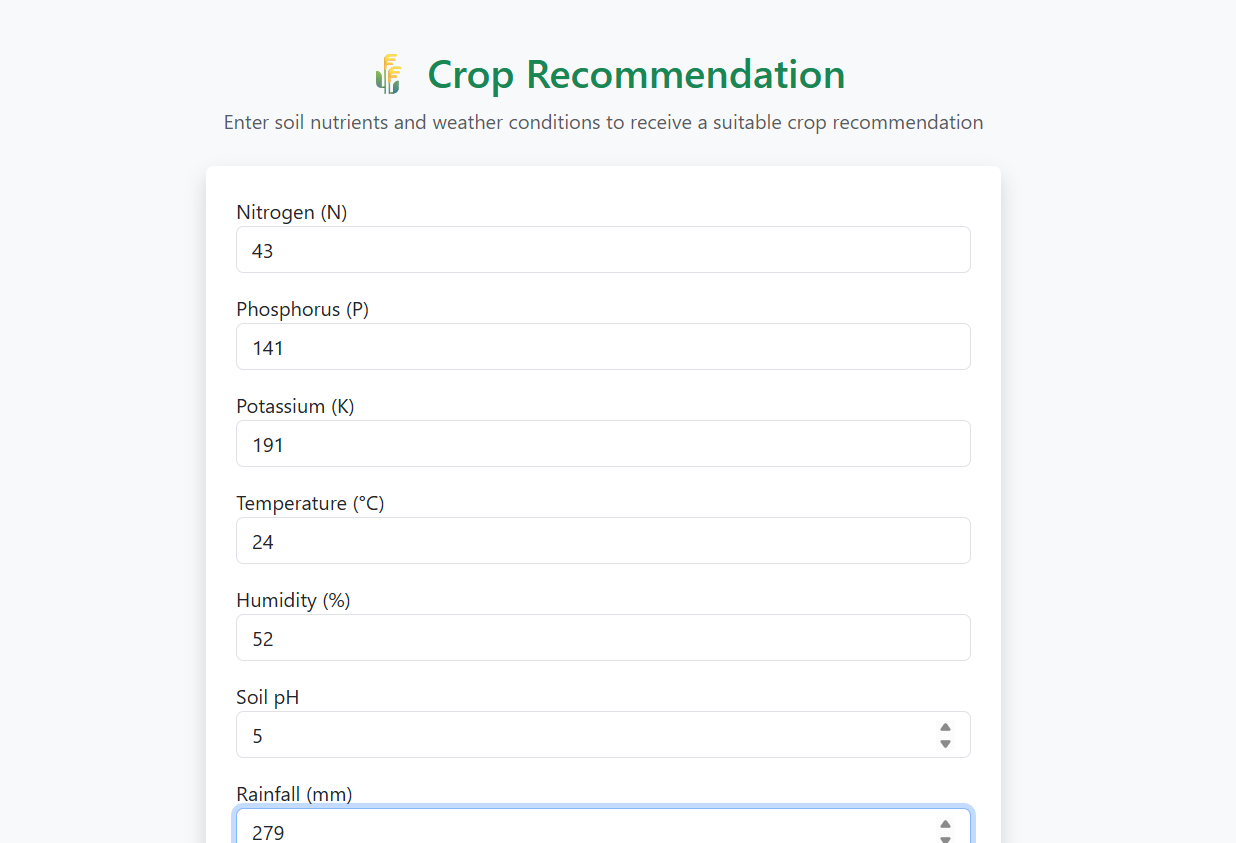 Crop Recommendation
Enter soil nutrients and weather conditions to receive a suitable crop recommendation
Nitrogen (N)
43
Phosphorus (P)
141
Potassium (K)
191
Temperature (°C)
24
Humidity (%)
52
Soil pH
5
Rainfall (mm)
279